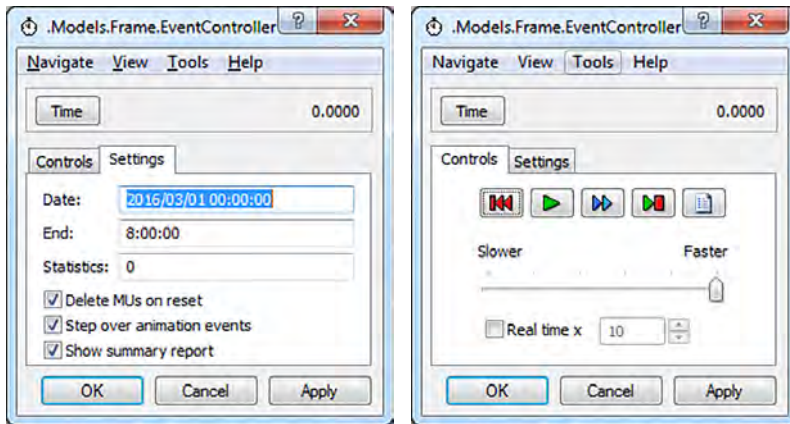 .Models.Frame.EventController
Navigate View Tools Help
Time 0.0000
Controls Settings
Date: 2016/03/01 00:00:00
End: 8:00:00
Statistics: 0
Delete MUs on reset
Step over animation events
Show summary report
OK Cancel Apply
.Models.Frame.EventController
Navigate View Tools Help
Time 0.0000
Controls Settings
Slower Faster
Real time x 10
OK Cancel Apply